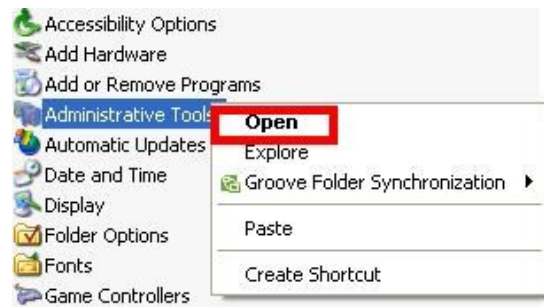 Accessibility Options
Add Hardware
Add or Remove Programs
Administrative Tools
Automatic Updates
Date and Time
Display
Folder Options
Fonts
Game Controllers
Open
Explore
Groove Folder Synchronization
Paste
Create Shortcut